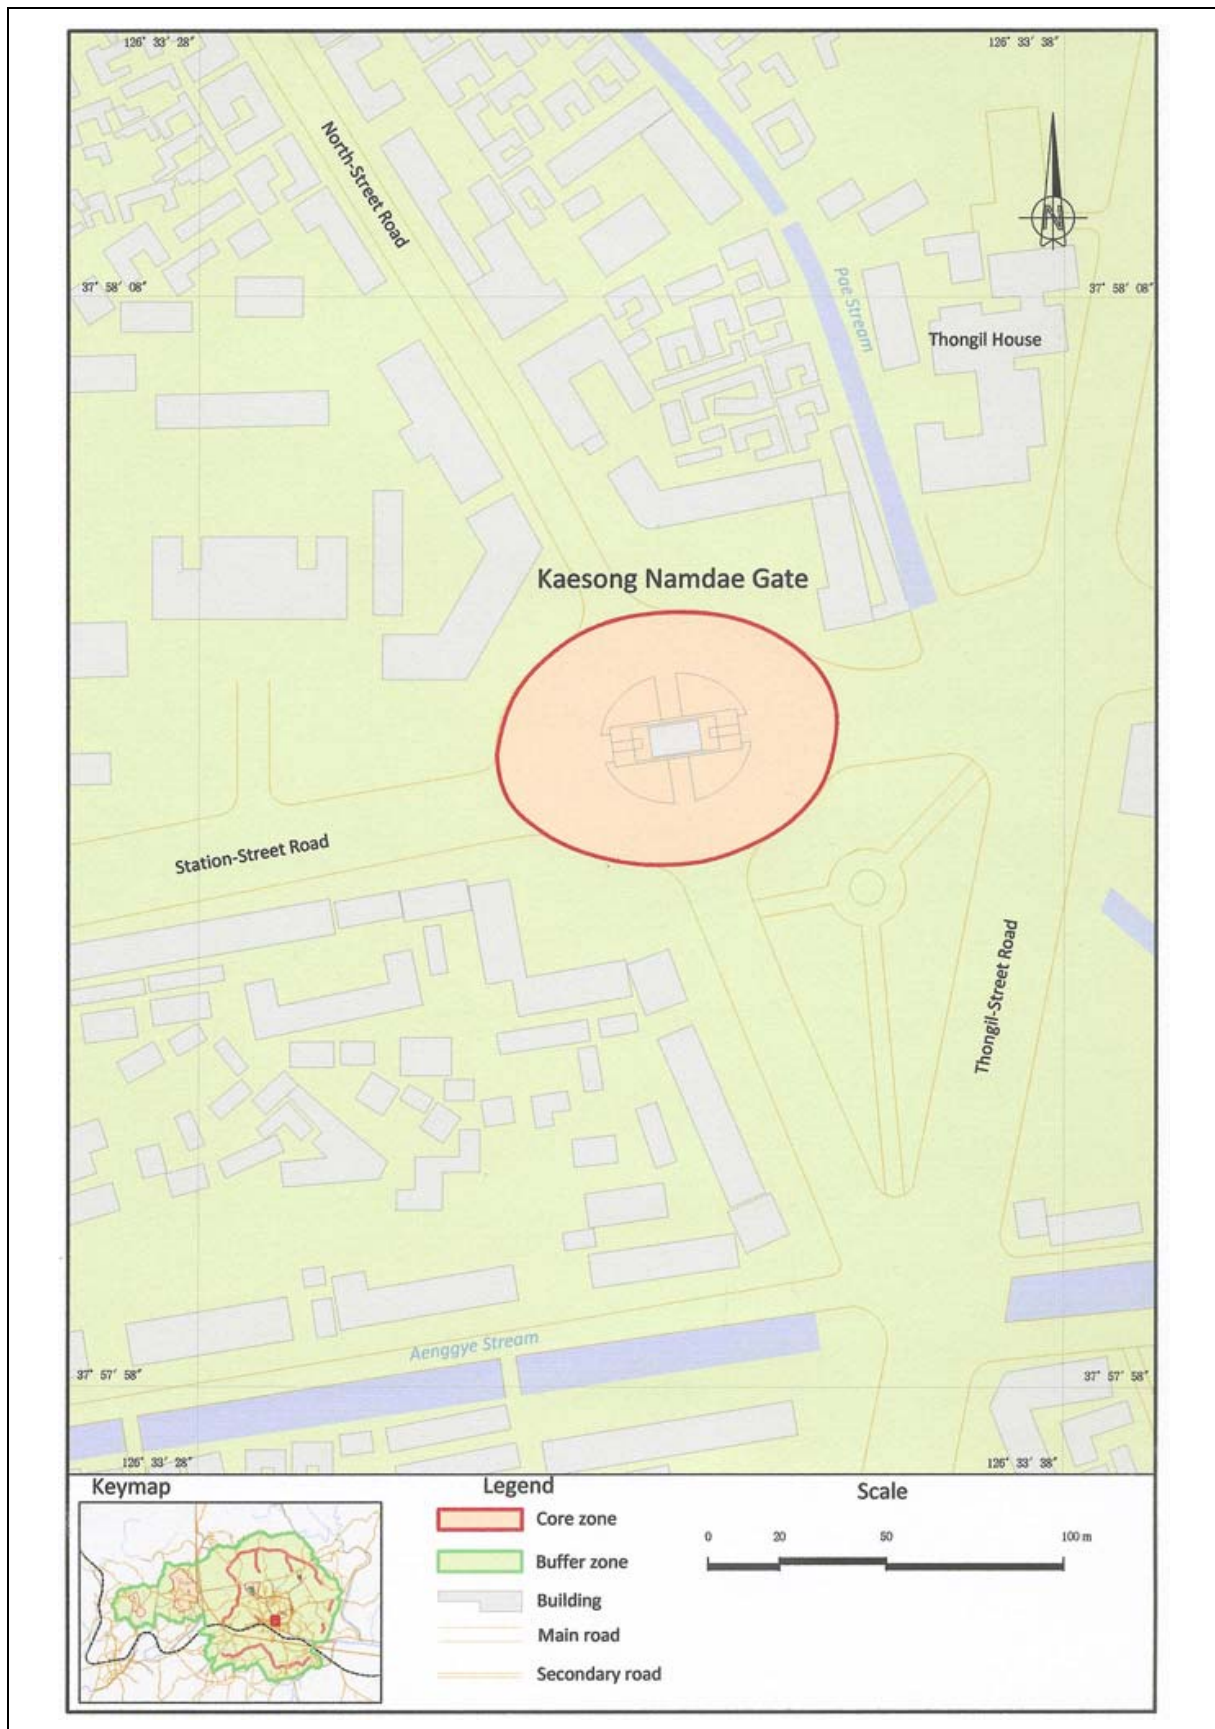 126° 33′ 28″
126° 33′ 38″
North-Street Road
N
37° 58′ 08″
37° 58′ 08″
Pae Stream
Thongil House
Kaesong Namdae Gate
Station-Street Road
Thongil-Street Road
Aenggye Stream
37° 57′ 58″
37° 57′ 58″
126° 33′ 28″
126° 33′ 38″
Keymap
Legend
Scale
Core zone
0 20 50 100 m
Buffer zone
Building
Main road
Secondary road